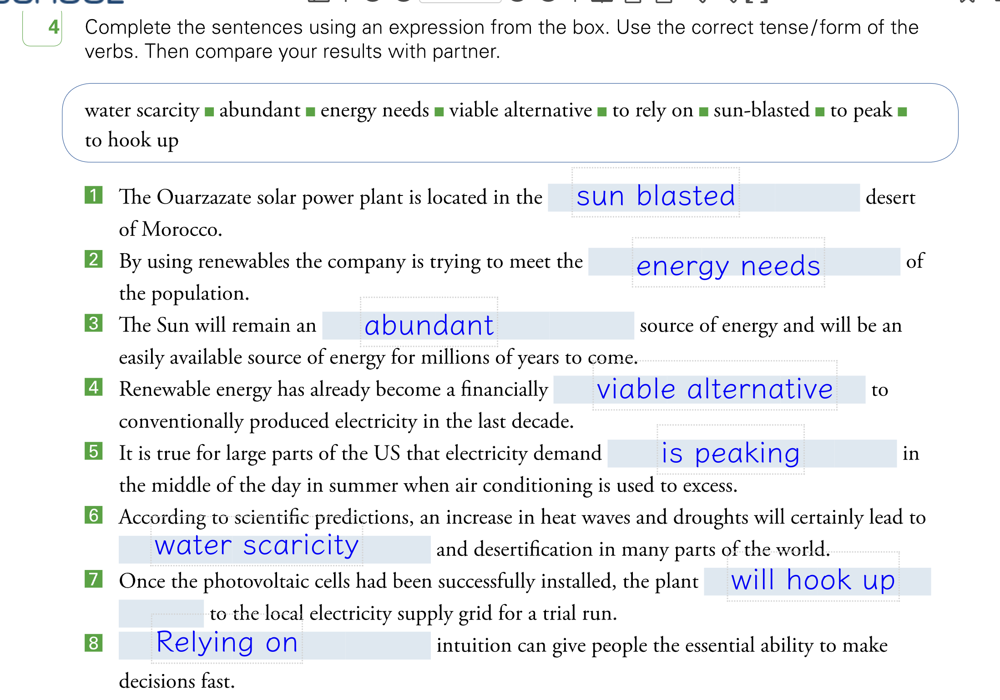 4 Complete the sentences using an expression from the box. Use the correct tense/form of the
verbs. Then compare your results with partner.
water scarcity ■ abundant ■ energy needs ■ viable alternative ■ to rely on ■ sun-blasted ■ to peak ■
to hook up
1 The Ouarzazate solar power plant is located in the sun blasted desert
of Morocco.
2 By using renewables the company is trying to meet the energy needs of
the population.
3 The Sun will remain an abundant source of energy and will be an
easily available source of energy for millions of years to come.
4 Renewable energy has already become a financially viable alternative to
conventionally produced electricity in the last decade.
5 It is true for large parts of the US that electricity demand is peaking in
the middle of the day in summer when air conditioning is used to excess.
6 According to scientific predictions, an increase in heat waves and droughts will certainly lead to
water scaricity and desertification in many parts of the world.
7 Once the photovoltaic cells had been successfully installed, the plant will hook up
to the local electricity supply grid for a trial run.
8 Relying on intuition can give people the essential ability to make
decisions fast.